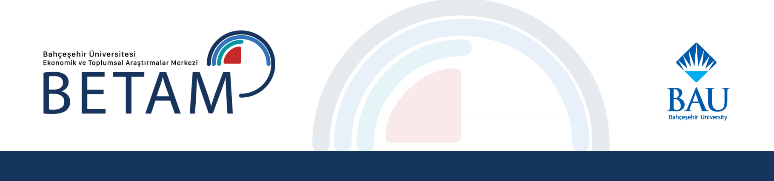 Bahçeşehir Üniversitesi
Ekonomik ve Toplumsal Araştırmalar Merkezi
BETAM
BAU
Bahçeşehir University